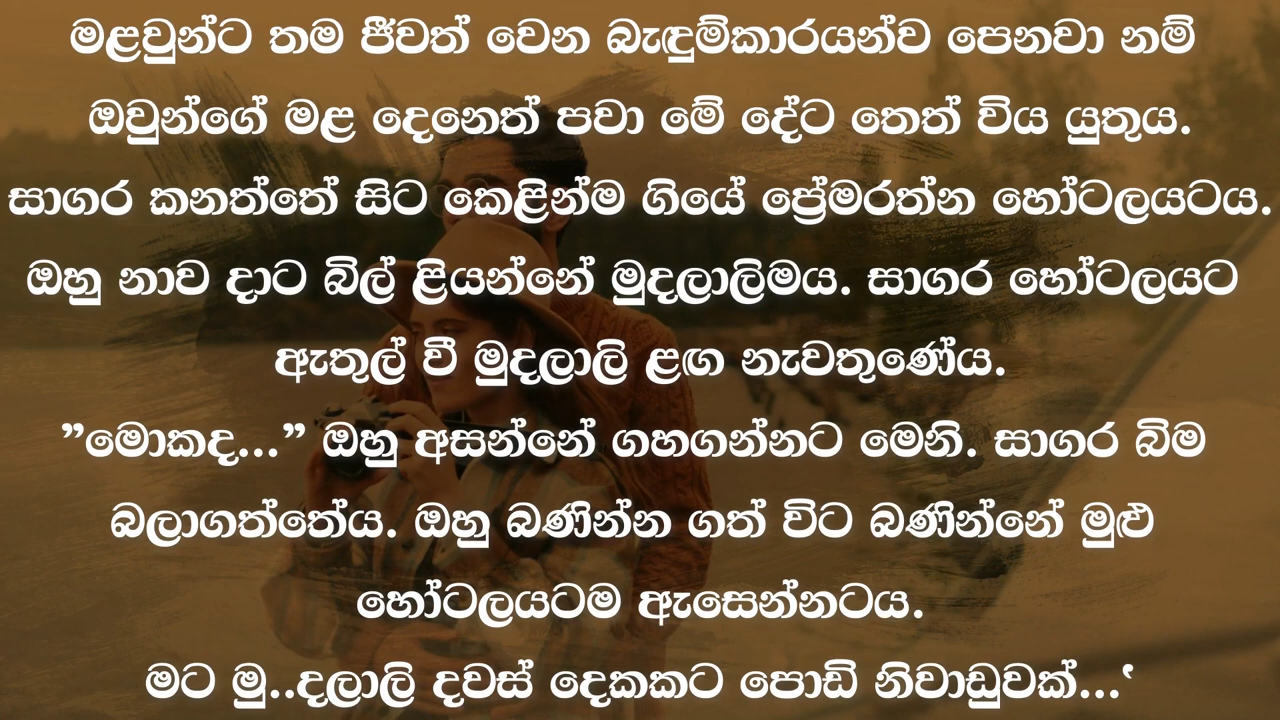 මළවුන්ට තම ජීවත් වෙන බැඳුම්කාරයන්ව පෙනවා නම්
ඔවුන්ගේ මළ දෙනෙත් පවා මේ දේට තෙත් විය යුතුය.
සාගර කනත්තේ සිට කෙළින්ම ගියේ ප්‍රේමරත්න හෝටලයටය.
ඔහු නාව දාට බිල් ළියන්නේ මුදලාලිමය. සාගර හෝටලයට
ඇතුල් වී මුදලාලි ළඟ නැවතුණේය.
”මොකද...” ඔහු අසන්නේ ගහගන්නට මෙනි. සාගර බිම
බලාගත්තේය. ඔහු බණින්න ගත් විට බණින්නේ මුළු
හෝටලයටම ඇසෙන්නටය.
මට මු..දලාලි දවස් දෙකකට පොඩි නිවාඩුවක්...‛